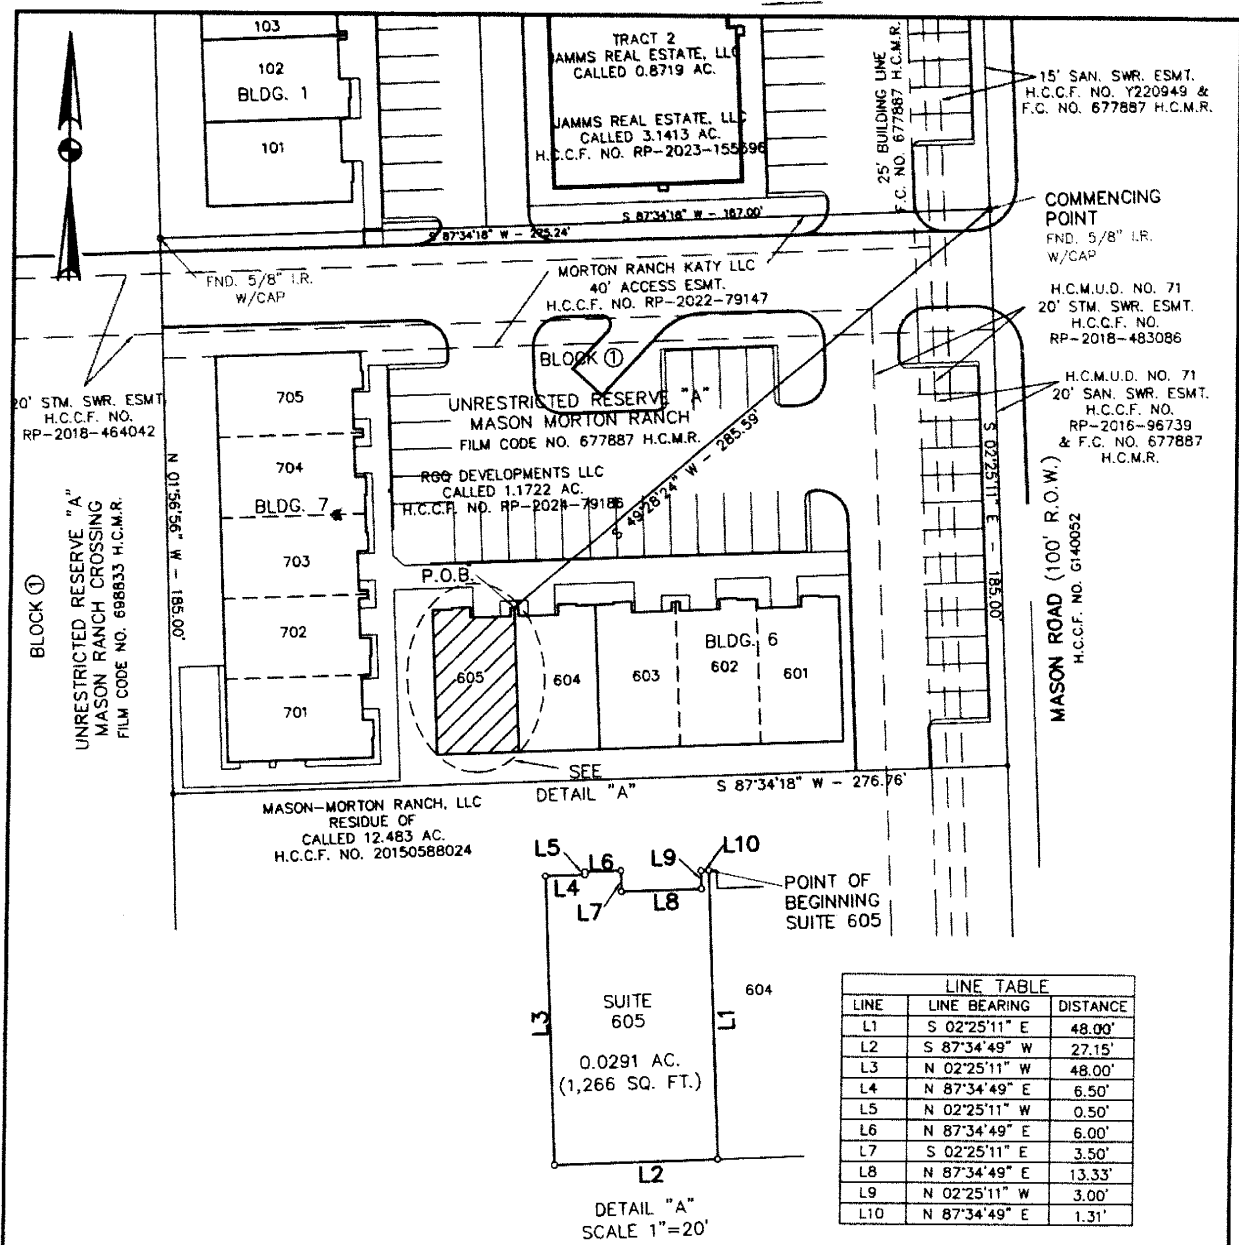 103
102
BLDG. 1
101
TRACT 2
JAMMS REAL ESTATE, LLC
CALLED 0.8719 AC.
JAMMS REAL ESTATE, LLC
CALLED 3.1413 AC.
H.C.C.F. NO. RP-2023-155696
25' BUILDING LINE
F.C. NO. 677887 H.C.M.R.
15' SAN. SWR. ESMT.
H.C.C.F. NO. Y220949 &
F.C. NO. 677887 H.C.M.R.
COMMENCING
POINT
FND. 5/8" I.R.
W/CAP
S 87°34'18" W - 167.00'
S 87°34'18" W - 275.24'
FND. 5/8" I.R.
W/CAP
MORTON RANCH KATY LLC
40' ACCESS ESMT.
H.C.C.F. NO. RP-2022-79147
H.C.M.U.D. NO. 71
20' STM. SWR. ESMT.
H.C.C.F. NO.
RP-2018-483086
H.C.M.U.D. NO. 71
20' SAN. SWR. ESMT.
H.C.C.F. NO.
RP-2016-96739
& F.C. NO. 677887
H.C.M.R.
20' STM. SWR. ESMT.
H.C.C.F. NO.
RP-2018-464042
BLOCK 1
UNRESTRICTED RESERVE "A"
MASON MORTON RANCH
FILM CODE NO. 677887 H.C.M.R.
RGG DEVELOPMENTS LLC
CALLED 1.1722 AC.
H.C.C.F. NO. RP-2024-79186
S 49°28'24" W - 285.59'
705
704
BLDG. 7
703
702
701
N 01°56'56" W - 185.00'
BLOCK 1
UNRESTRICTED RESERVE "A"
MASON RANCH CROSSING
FILM CODE NO. 698833 H.C.M.R.
S 02°25'11" E - 185.00'
MASON ROAD (100' R.O.W.)
H.C.C.F. NO. G140052
P.O.B.
605
604
603
BLDG. 6
602
601
SEE
DETAIL "A"
S 87°34'18" W - 276.76'
MASON-MORTON RANCH, LLC
RESIDUE OF
CALLED 12.483 AC.
H.C.C.F. NO. 20150588024
L5
L6
L9
L10
L4
L7
L8
POINT OF
BEGINNING
SUITE 605
L3
SUITE
605
0.0291 AC.
(1,266 SQ. FT.)
L1
604
L2
DETAIL "A"
SCALE 1"=20'
LINE TABLE
LINE LINE BEARING DISTANCE
L1 S 02°25'11" E 48.00'
L2 S 87°34'49" W 27.15'
L3 N 02°25'11" W 48.00'
L4 N 87°34'49" E 6.50'
L5 N 02°25'11" W 0.50'
L6 N 87°34'49" E 6.00'
L7 S 02°25'11" E 3.50'
L8 N 87°34'49" E 13.33'
L9 N 02°25'11" W 3.00'
L10 N 87°34'49" E 1.31'